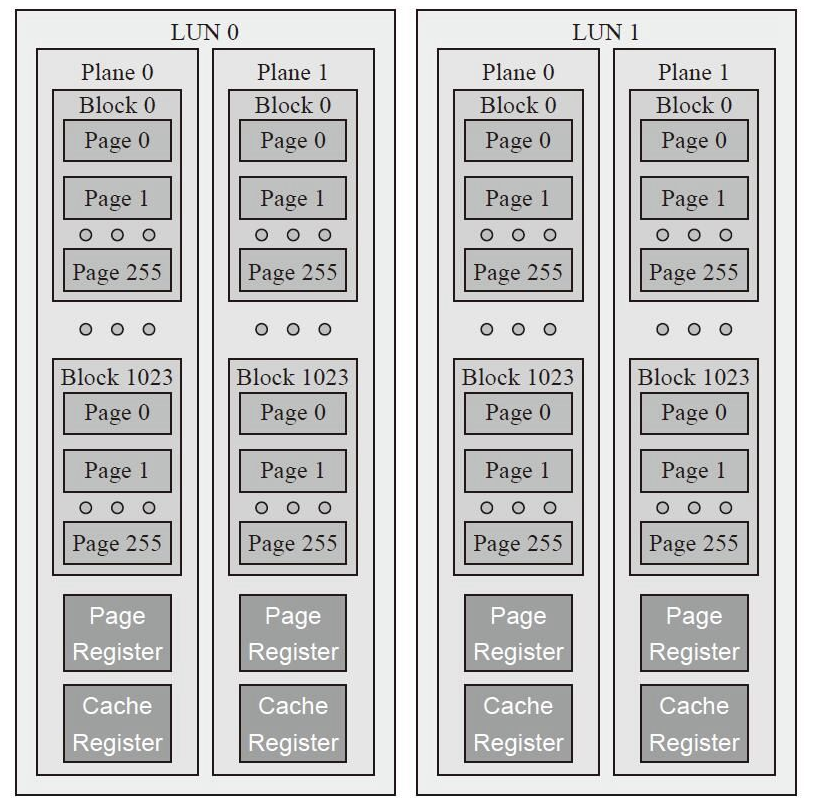 LUN 0
Plane 0
Block 0
Page 0
Page 1
Page 255
Block 1023
Page 0
Page 1
Page 255
Page
Register
Cache
Register
Plane 1
Block 0
Page 0
Page 1
Page 255
Block 1023
Page 0
Page 1
Page 255
Page
Register
Cache
Register
LUN 1
Plane 0
Block 0
Page 0
Page 1
Page 255
Block 1023
Page 0
Page 1
Page 255
Page
Register
Cache
Register
Plane 1
Block 0
Page 0
Page 1
Page 255
Block 1023
Page 0
Page 1
Page 255
Page
Register
Cache
Register